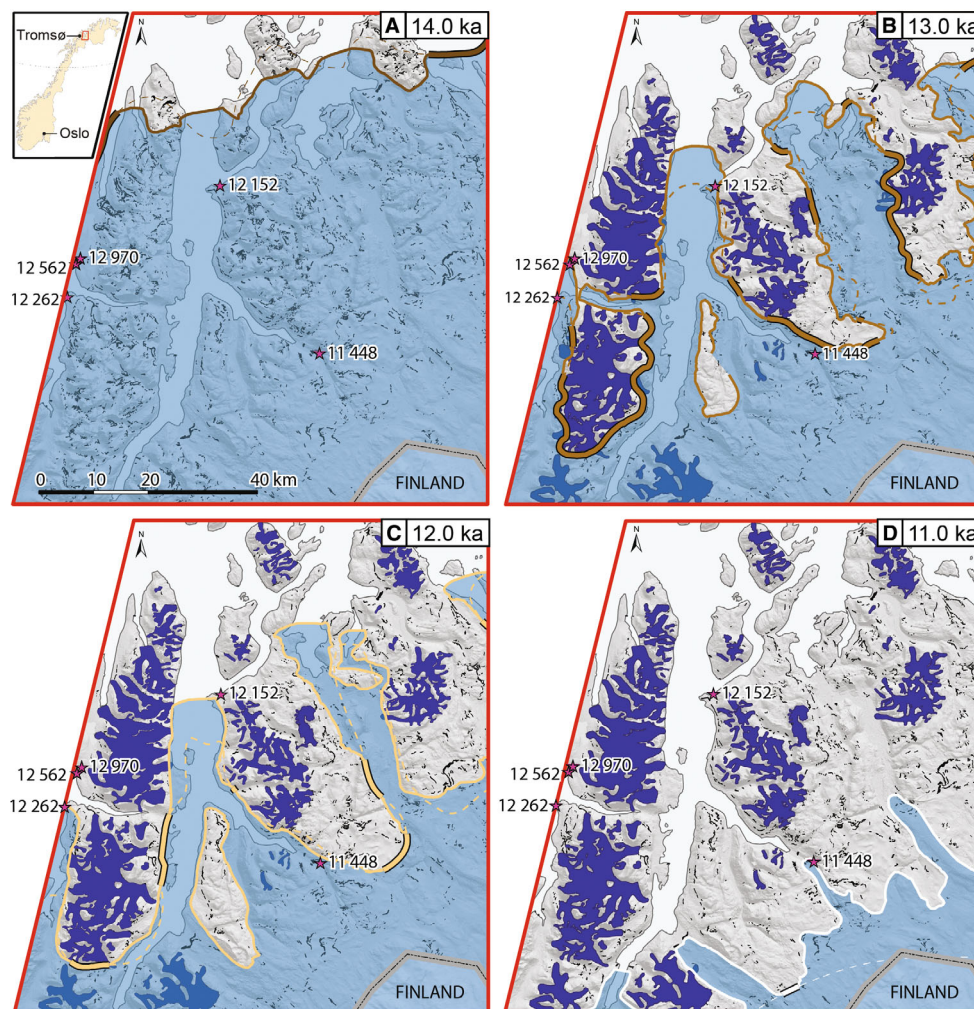 Tromsø
Oslo
N
A 14.0 ka
12 152
12 970
12 562
12 262
11 448
0 10 20 40 km
FINLAND
N
B 13.0 ka
12 152
12 970
12 562
12 262
11 448
FINLAND
N
C 12.0 ka
12 152
12 970
12 562
12 262
11 448
FINLAND
N
D 11.0 ka
12 152
12 970
12 562
12 262
11 448
FINLAND